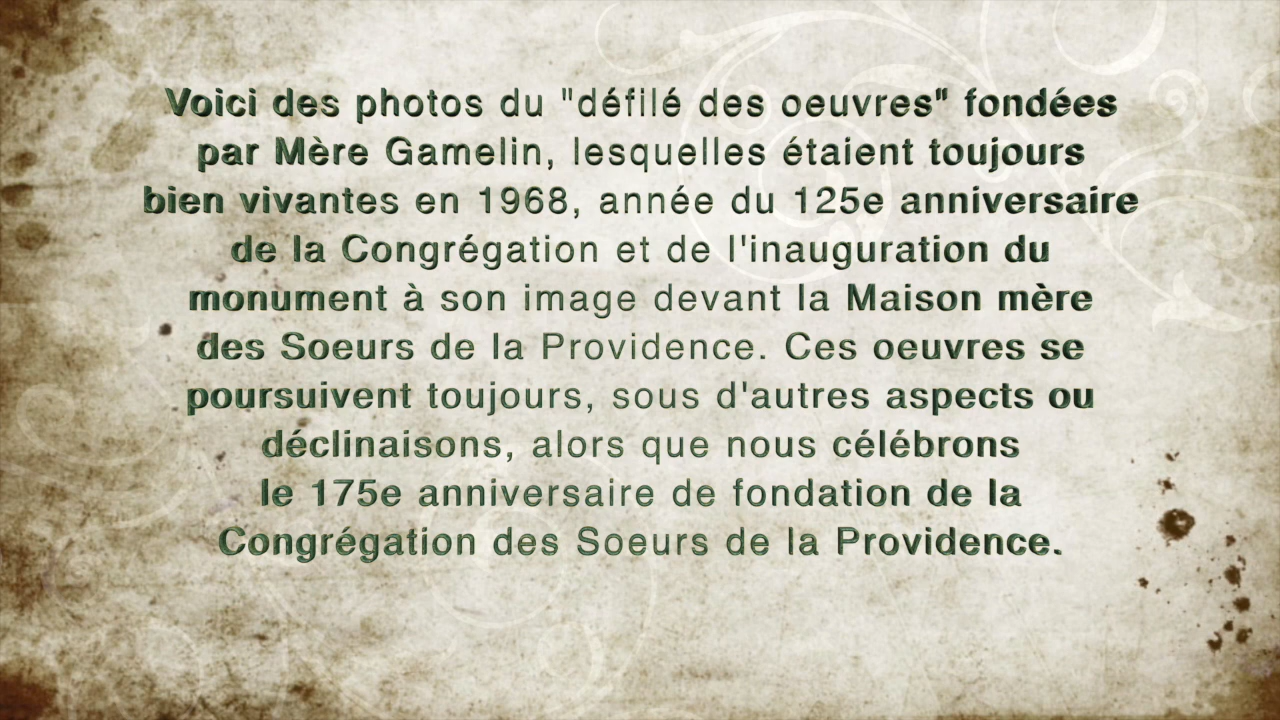 Voici des photos du "défilé des oeuvres" fondées
par Mère Gamelin, lesquelles étaient toujours
bien vivantes en 1968, année du 125e anniversaire
de la Congrégation et de l'inauguration du
monument à son image devant la Maison mère
des Soeurs de la Providence. Ces oeuvres se
poursuivent toujours, sous d'autres aspects ou
déclinaisons, alors que nous célébrons
le 175e anniversaire de fondation de la
Congrégation des Soeurs de la Providence.